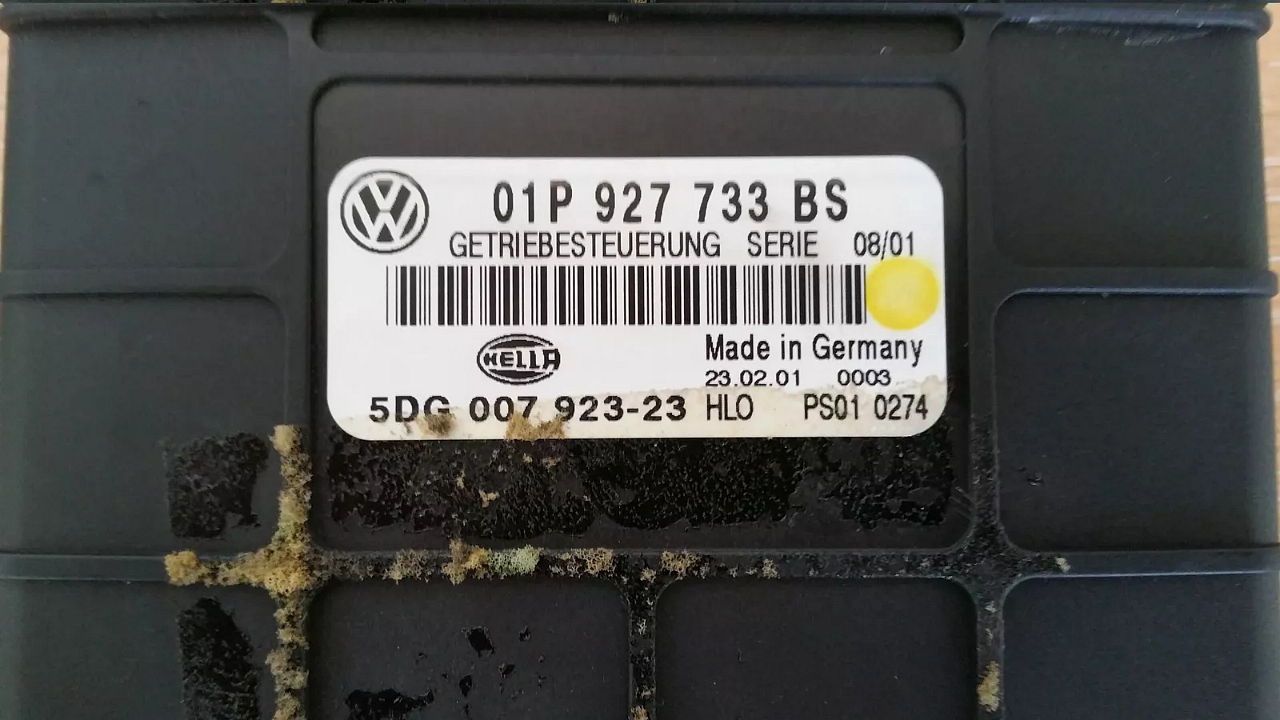 01P 927 733 BS
GETRIEBESTEUERUNG SERIE 08/01
HELLA
Made in Germany
23.02.01 0003
5DG 007 923-23 HLO PS01 0274